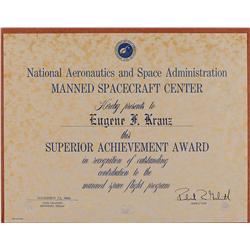 National Aeronautics and Space Administration
MANNED SPACECRAFT CENTER
Hereby presents to
Eugene F. Kranz
this
SUPERIOR ACHIEVEMENT AWARD
in recognition of outstanding
contribution to the
manned space flight program
DIRECTOR